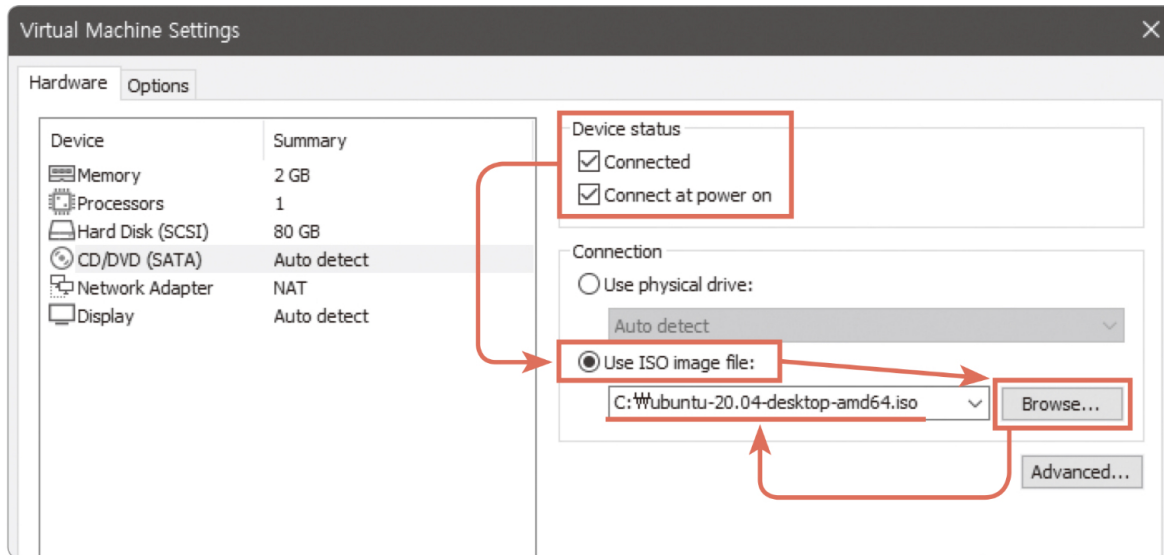 Virtual Machine Settings
Hardware Options
Device Summary
Memory 2 GB
Processors 1
Hard Disk (SCSI) 80 GB
CD/DVD (SATA) Auto detect
Network Adapter NAT
Display Auto detect
Device status
Connected
Connect at power on
Connection
Use physical drive:
Auto detect
Use ISO image file:
C:₩ubuntu-20.04-desktop-amd64.iso Browse...
Advanced...